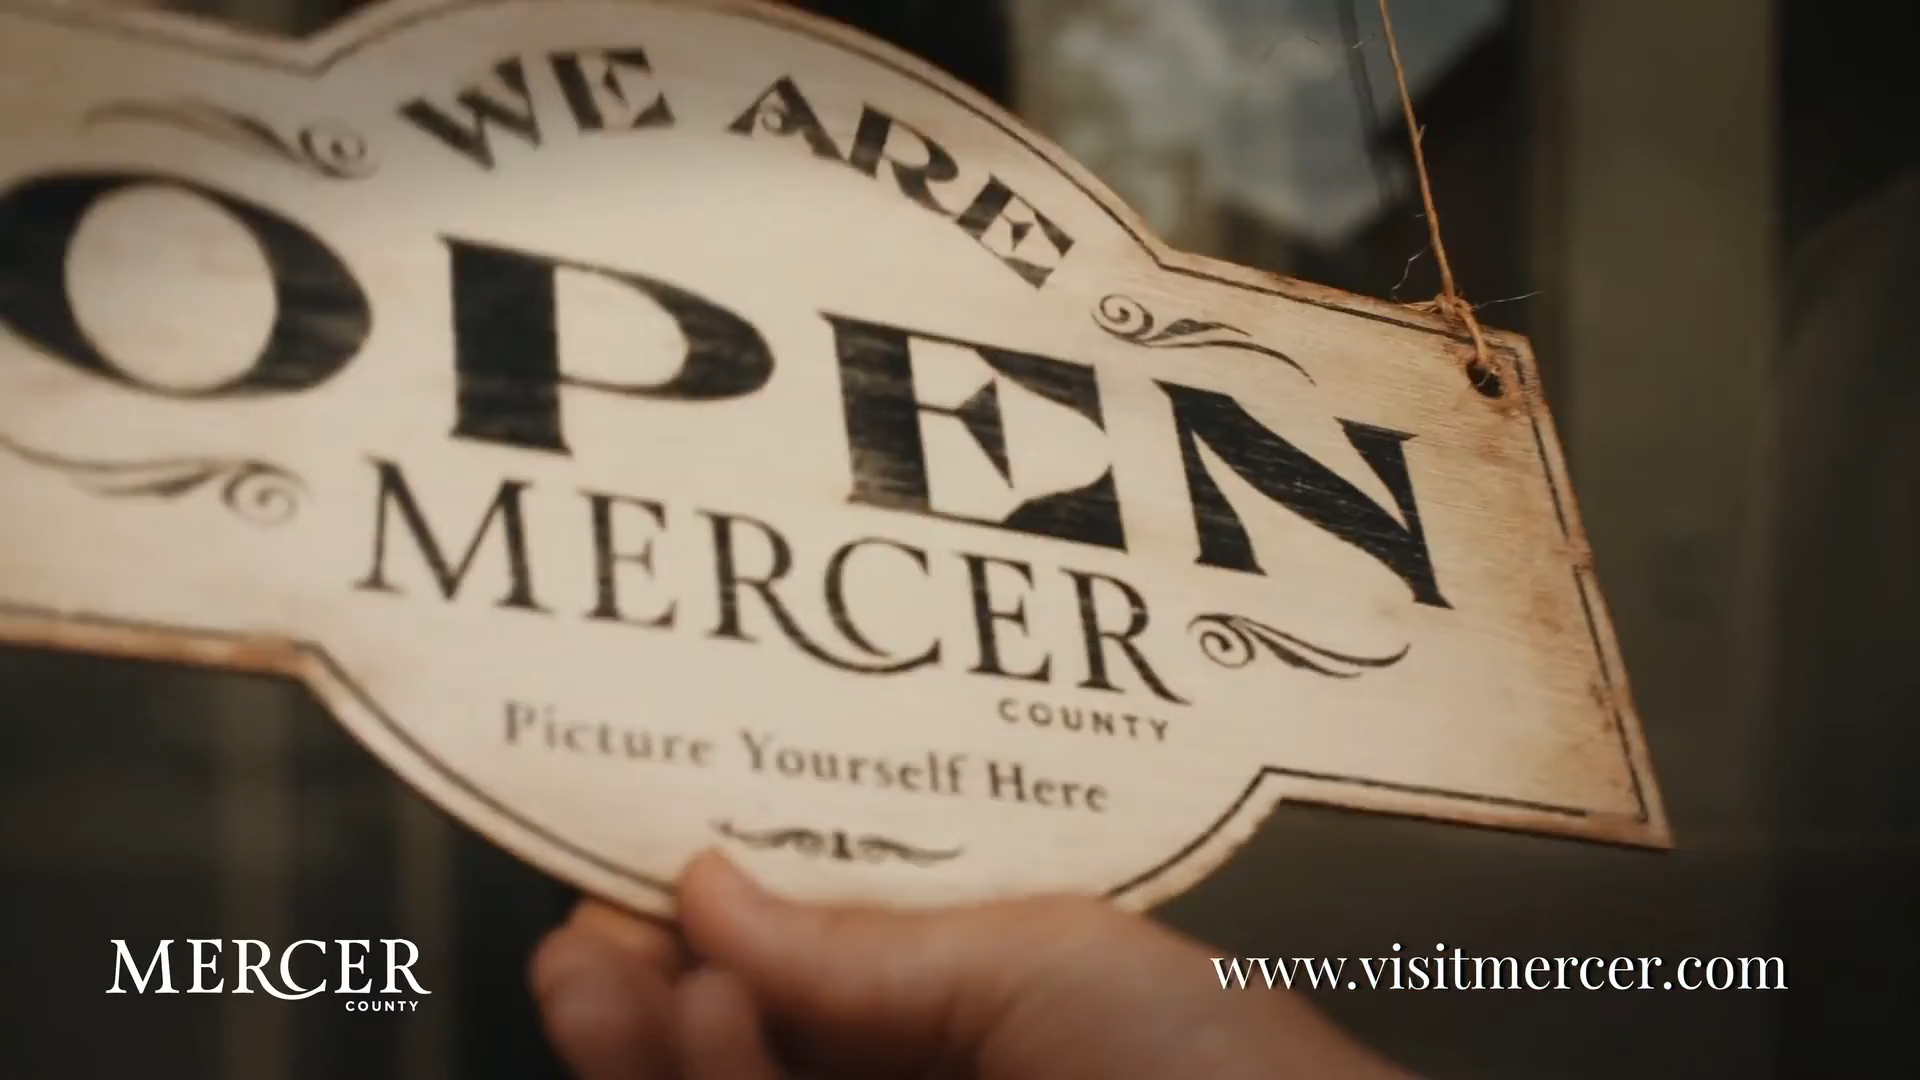 WE ARE
OPEN
MERCER
COUNTY
Picture Yourself Here
MERCER
COUNTY
www.visitmercer.com